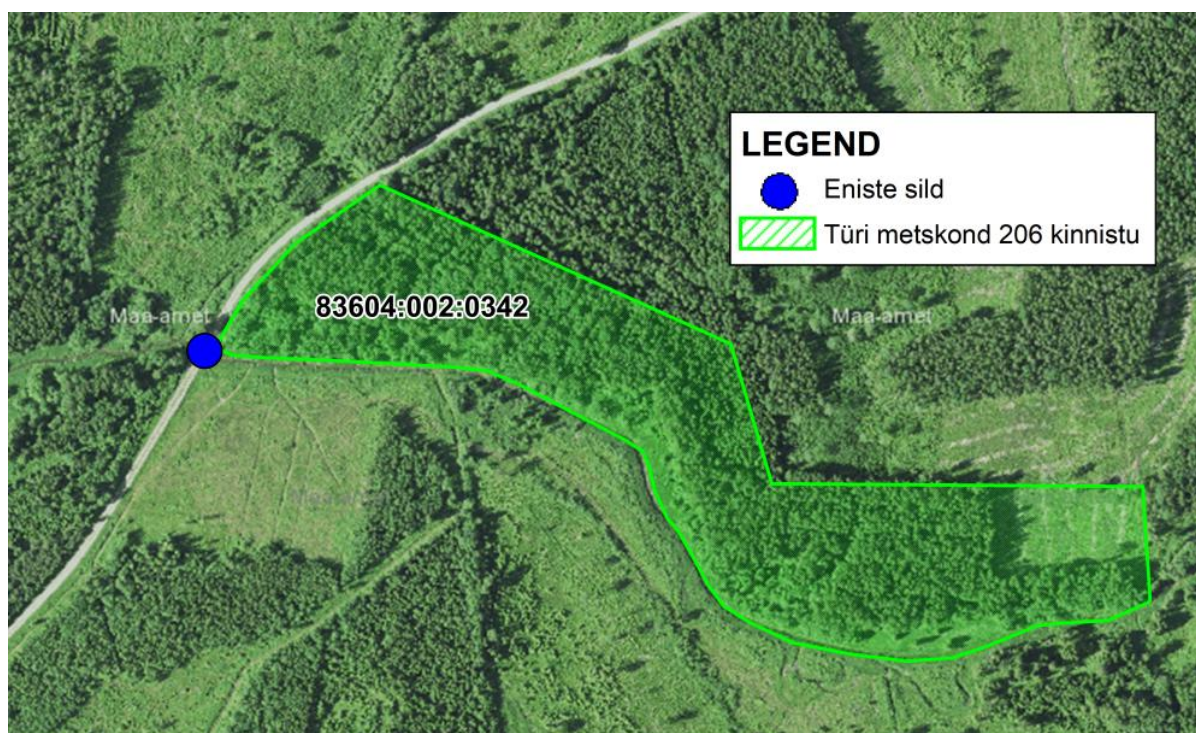 LEGEND
Eniste sild
Türi metskond 206 kinnistu
83604:002:0342
Maa-amet
Maa-amet
Maa-amet